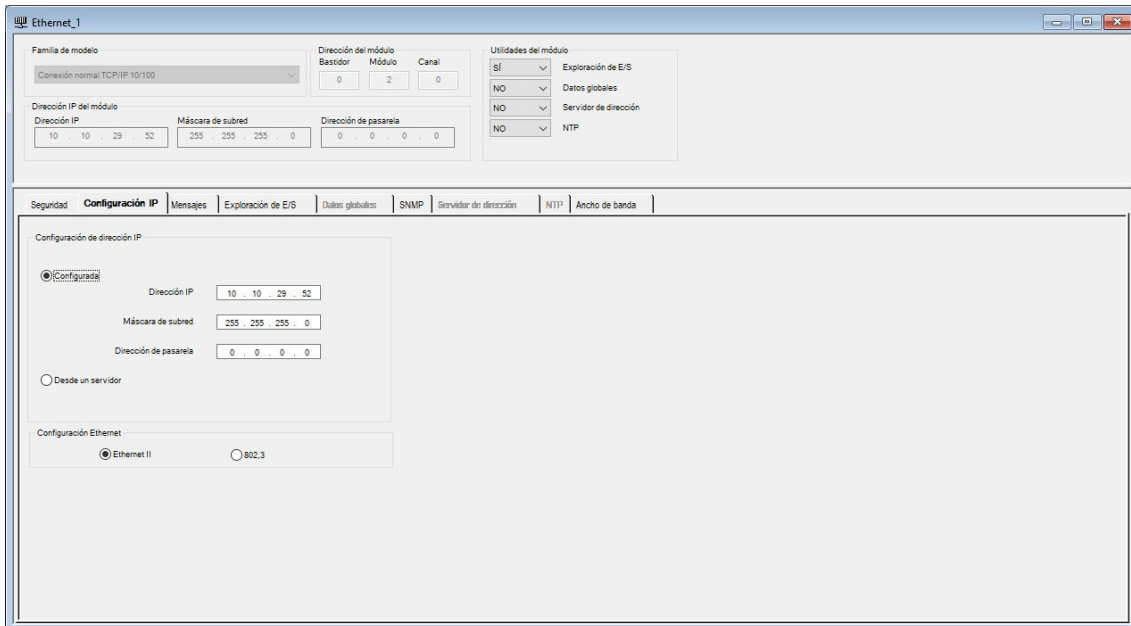 Ethernet_1
Familia de modelo
Conexión normal TCP/IP 10/100
Dirección del módulo
Bastidor Módulo Canal
0 2 0
Utilidades del módulo
SÍ Exploración de E/S
NO Datos globales
NO Servidor de dirección
NO NTP
Dirección IP del módulo
Dirección IP Máscara de subred Dirección de pasarela
10 . 10 . 29 . 52 255 . 255 . 255 . 0 0 . 0 . 0 . 0
Seguridad Configuración IP Mensajes Exploración de E/S Datos globales SNMP Servidor de dirección NTP Ancho de banda
Configuración de dirección IP
Configurada
Dirección IP 10 . 10 . 29 . 52
Máscara de subred 255 . 255 . 255 . 0
Dirección de pasarela 0 . 0 . 0 . 0
Desde un servidor
Configuración Ethernet
Ethernet II 802,3